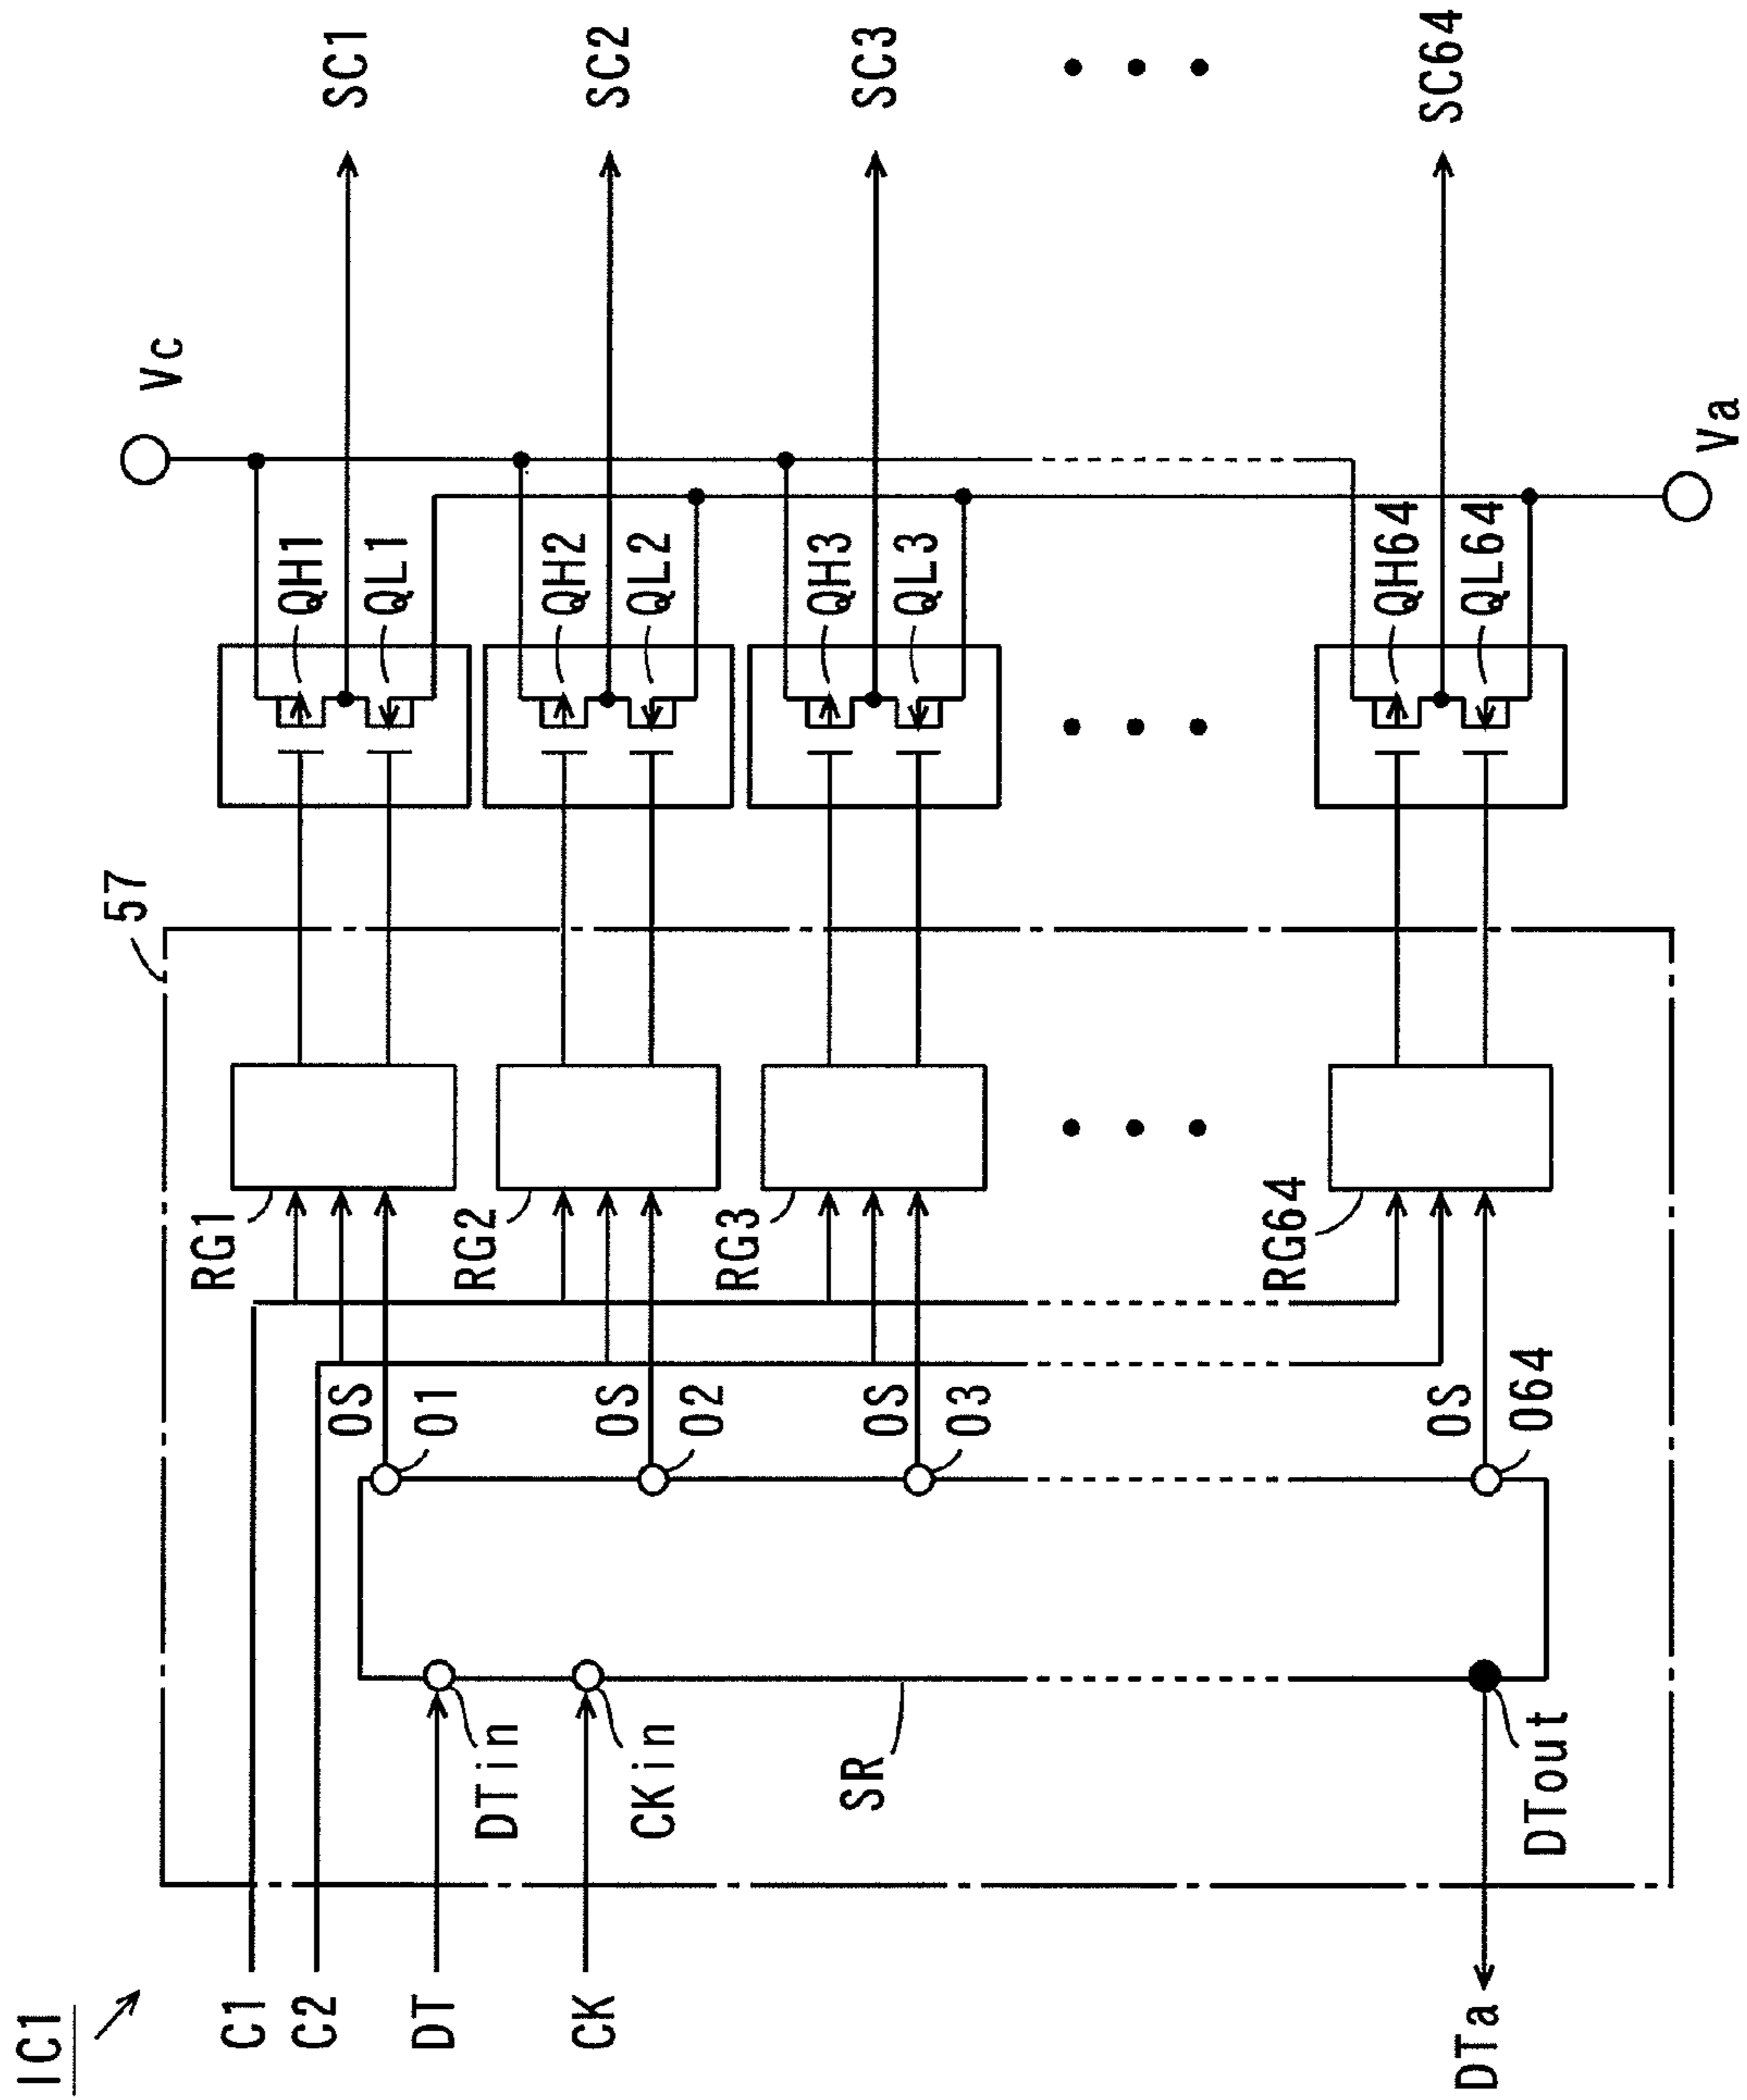 IC1
57
Vc
C1
C2
DT
CK
DTa
DTin
CKin
SR
DTout
OS
O1
OS
O2
OS
O3
OS
O64
RG1
RG2
RG3
RG64
QH1
QL1
QH2
QL2
QH3
QL3
QH64
QL64
SC1
SC2
SC3
SC64
Va